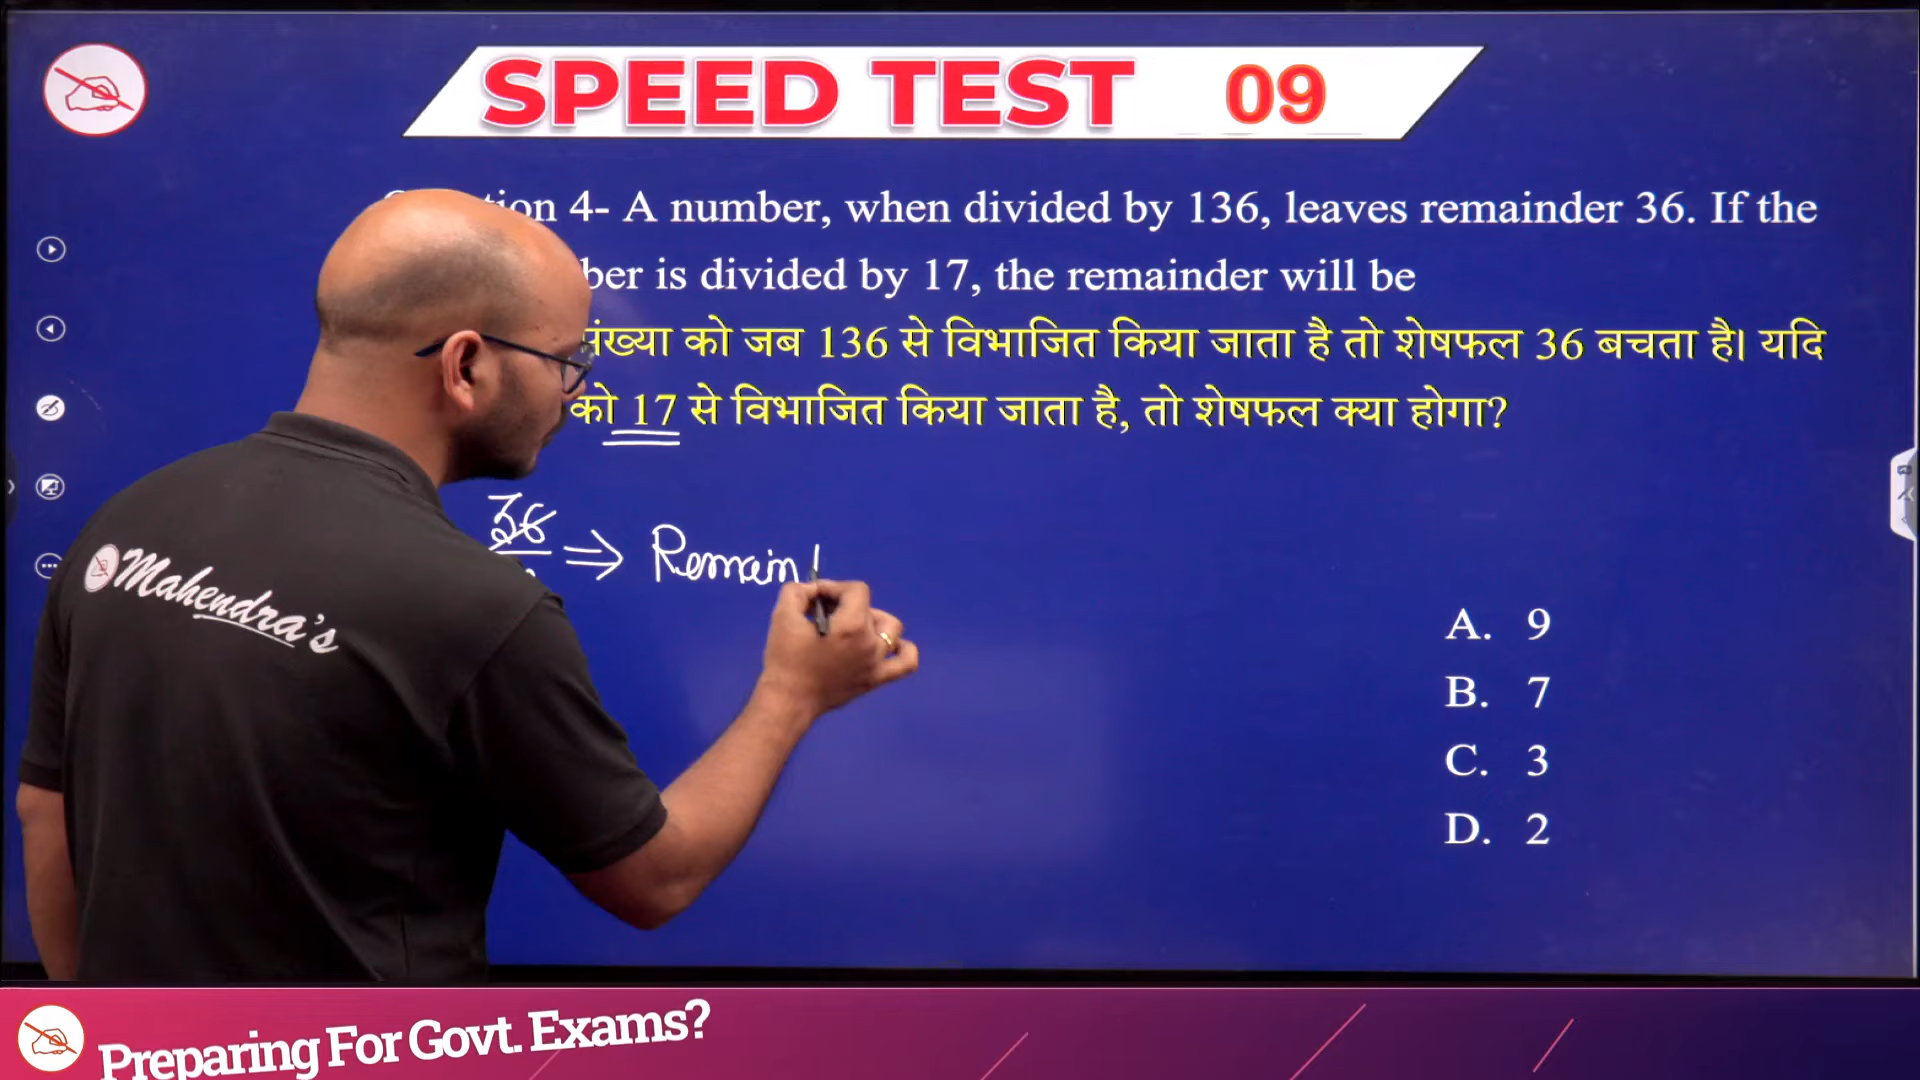 SPEED TEST 09
4- A number, when divided by 136, leaves remainder 36. If the
is divided by 17, the remainder will be
को जब 136 से विभाजित किया जाता है तो शेषफल 36 बचता है। यदि
को 17 से विभाजित किया जाता है, तो शेषफल क्या होगा?
36 ⇒ Remain
A. 9
B. 7
C. 3
D. 2
Mahendra's
Preparing For Govt. Exams?